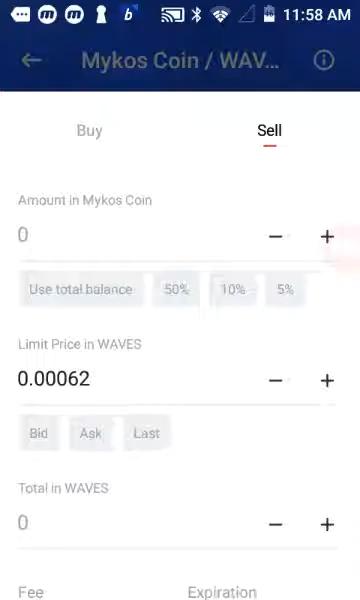 11:58 AM
Mykos Coin / WAV...
Buy
Sell
Amount in Mykos Coin
0
Use total balance
50%
10%
5%
Limit Price in WAVES
0.00062
Bid
Ask
Last
Total in WAVES
0
Fee
Expiration